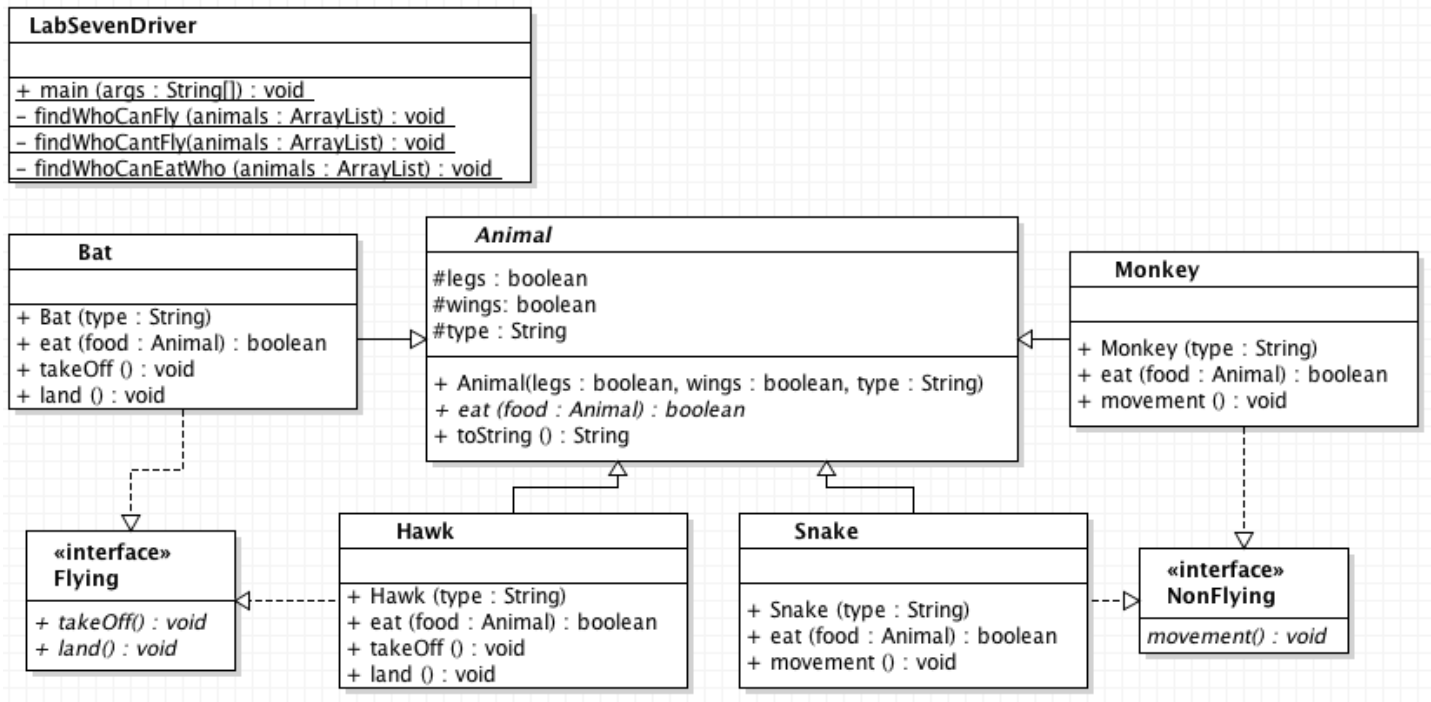 LabSevenDriver
+ main (args : String[]) : void
- findWhoCanFly (animals : ArrayList) : void
- findWhoCantFly(animals : ArrayList) : void
- findWhoCanEatWho (animals : ArrayList) : void
Bat
+ Bat (type : String)
+ eat (food : Animal) : boolean
+ takeOff () : void
+ land () : void
Animal
#legs : boolean
#wings: boolean
#type : String
+ Animal(legs : boolean, wings : boolean, type : String)
+ eat (food : Animal) : boolean
+ toString () : String
Monkey
+ Monkey (type : String)
+ eat (food : Animal) : boolean
+ movement () : void
«interface»
Flying
+ takeOff() : void
+ land() : void
Hawk
+ Hawk (type : String)
+ eat (food : Animal) : boolean
+ takeOff () : void
+ land () : void
Snake
+ Snake (type : String)
+ eat (food : Animal) : boolean
+ movement () : void
«interface»
NonFlying
movement() : void